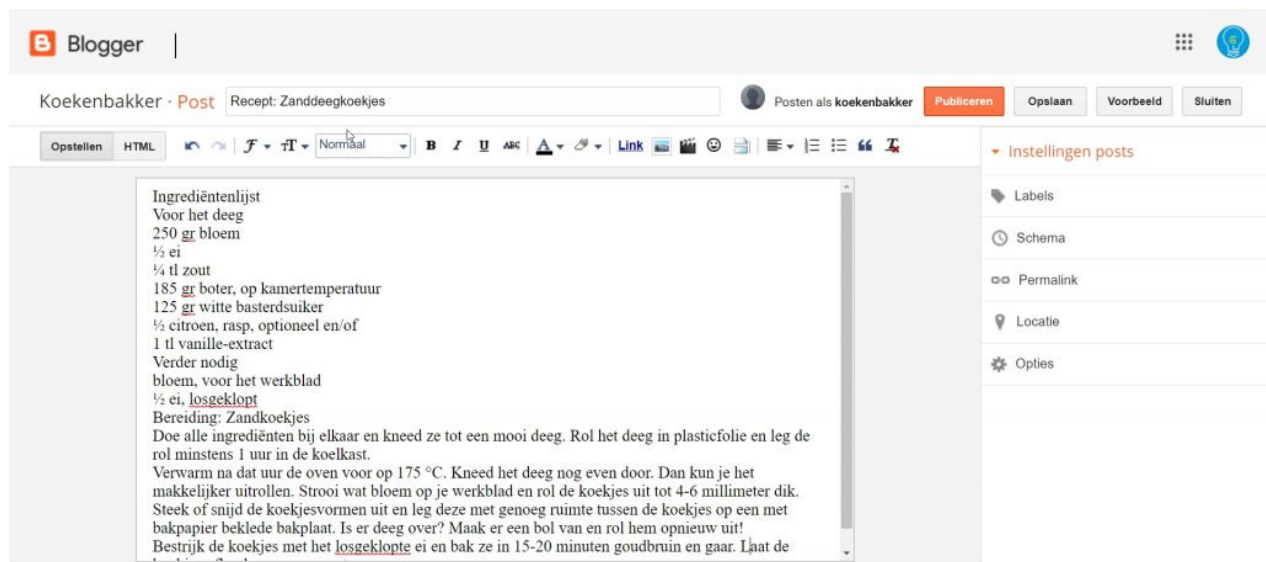 Blogger
Koekenbakker · Post Recept: Zanddeegkoekjes Posten als koekenbakker Publiceren Opslaan Voorbeeld Sluiten
Opstellen HTML Normaal B I U ABC A Link
Instellingen posts
Labels
Schema
Permalink
Locatie
Opties
Ingrediëntenlijst
Voor het deeg
250 gr bloem
½ ei
¼ tl zout
185 gr boter, op kamertemperatuur
125 gr witte basterdsuiker
½ citroen, rasp, optioneel en/of
1 tl vanille-extract
Verder nodig
bloem, voor het werkblad
½ ei, losgeklopt
Bereiding: Zandkoekjes
Doe alle ingrediënten bij elkaar en kneed ze tot een mooi deeg. Rol het deeg in plasticfolie en leg de
rol minstens 1 uur in de koelkast.
Verwarm na dat uur de oven voor op 175 °C. Kneed het deeg nog even door. Dan kun je het
makkelijker uitrollen. Strooi wat bloem op je werkblad en rol de koekjes uit tot 4-6 millimeter dik.
Steek of snijd de koekjesvormen uit en leg deze met genoeg ruimte tussen de koekjes op een met
bakpapier beklede bakplaat. Is er deeg over? Maak er een bol van en rol hem opnieuw uit!
Bestrijk de koekjes met het losgeklopte ei en bak ze in 15-20 minuten goudbruin en gaar. Laat de